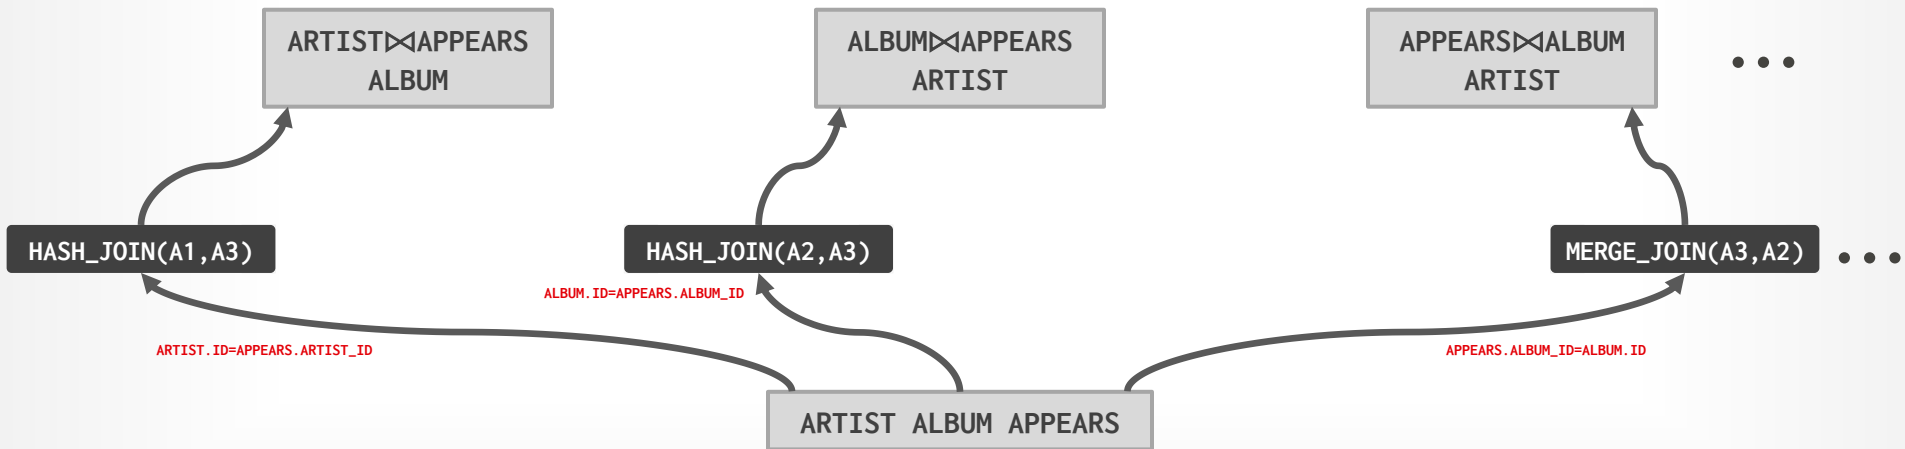 ARTIST⋈APPEARS
ALBUM
ALBUM⋈APPEARS
ARTIST
APPEARS⋈ALBUM
ARTIST
...
HASH_JOIN(A1,A3)
HASH_JOIN(A2,A3)
MERGE_JOIN(A3,A2)
...
ALBUM.ID=APPEARS.ALBUM_ID
ARTIST.ID=APPEARS.ARTIST_ID
APPEARS.ALBUM_ID=ALBUM.ID
ARTIST ALBUM APPEARS